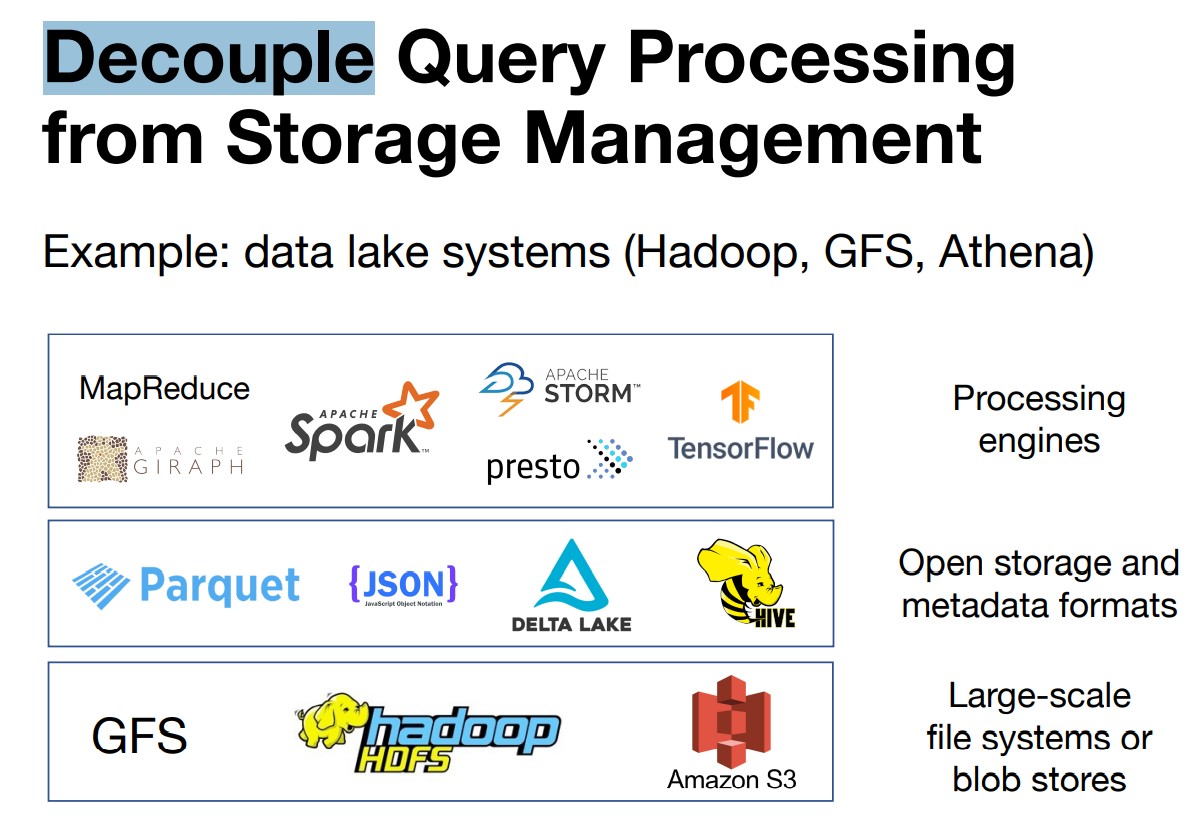 Decouple Query Processing
from Storage Management
Example: data lake systems (Hadoop, GFS, Athena)
MapReduce
APACHE
GIRAPH
APACHE
Spark™
APACHE
STORM™
presto
TensorFlow
Processing
engines
Parquet
{JSON}
JavaScript Object Notation
DELTA LAKE
HIVE
Open storage and
metadata formats
GFS
hadoop
HDFS
Amazon S3
Large-scale
file systems or
blob stores